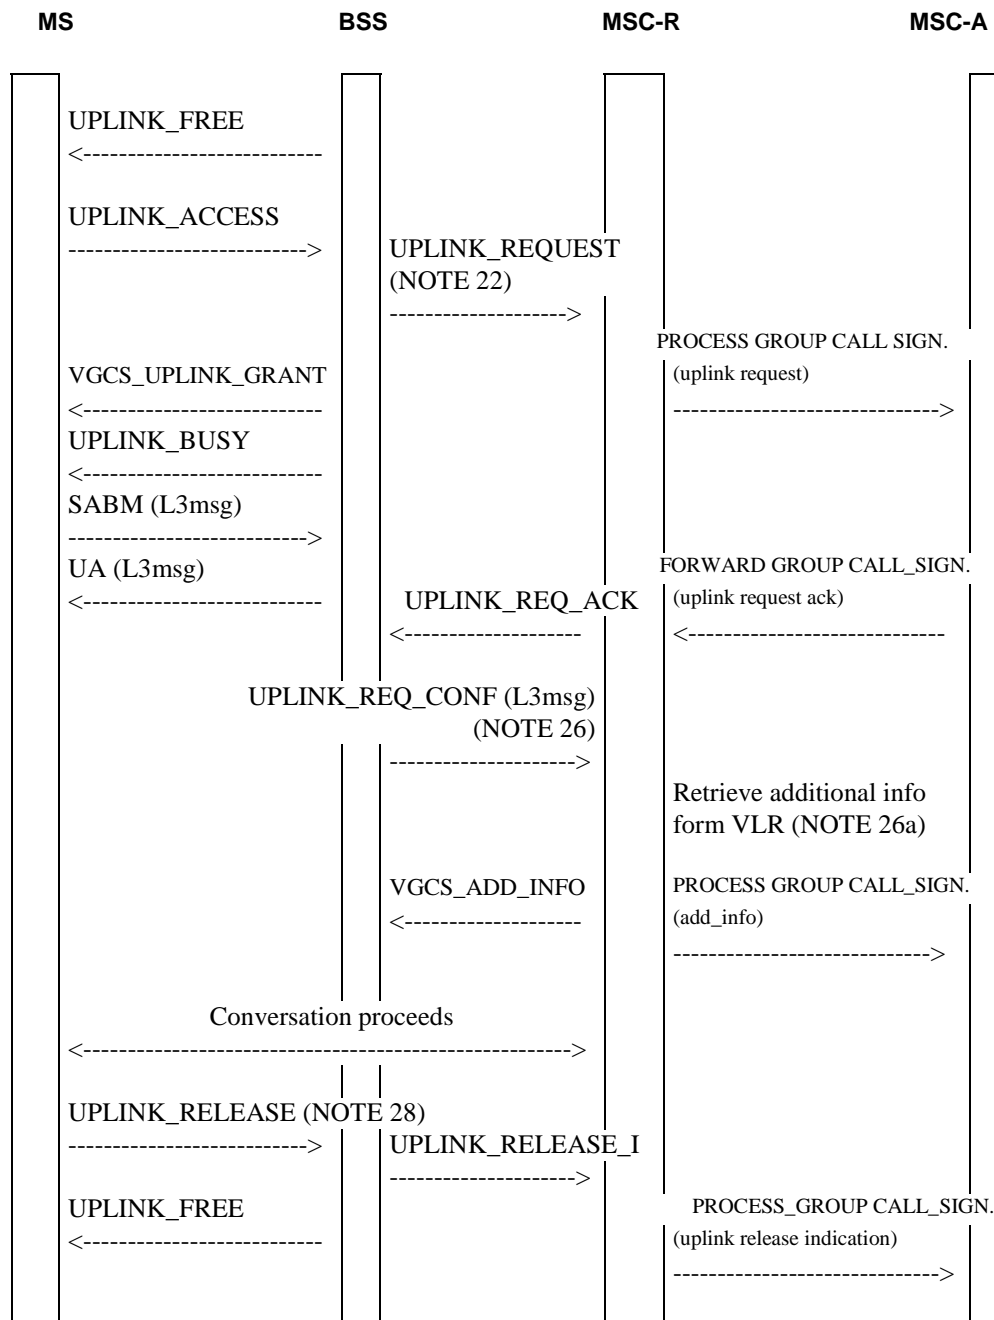 MS BSS MSC-R MSC-A
UPLINK_FREE
<---------------------------
UPLINK_ACCESS
--------------------------->
UPLINK_REQUEST
(NOTE 22)
-------------------->
PROCESS GROUP CALL SIGN.
VGCS_UPLINK_GRANT
(uplink request)
<---------------------------
------------------------------>
UPLINK_BUSY
<---------------------------
SABM (L3msg)
--------------------------->
UA (L3msg)
FORWARD GROUP CALL_SIGN.
<---------------------------
UPLINK_REQ_ACK
(uplink request ack)
<--------------------
<-----------------------------
UPLINK_REQ_CONF (L3msg)
(NOTE 26)
--------------------->
Retrieve additional info
form VLR (NOTE 26a)
VGCS_ADD_INFO
PROCESS GROUP CALL_SIGN.
<--------------------
(add_info)
----------------------------->
Conversation proceeds
<------------------------------------------------------->
UPLINK_RELEASE (NOTE 28)
--------------------------->
UPLINK_RELEASE_I
--------------------->
UPLINK_FREE
PROCESS_GROUP CALL_SIGN.
<---------------------------
(uplink release indication)
------------------------------>